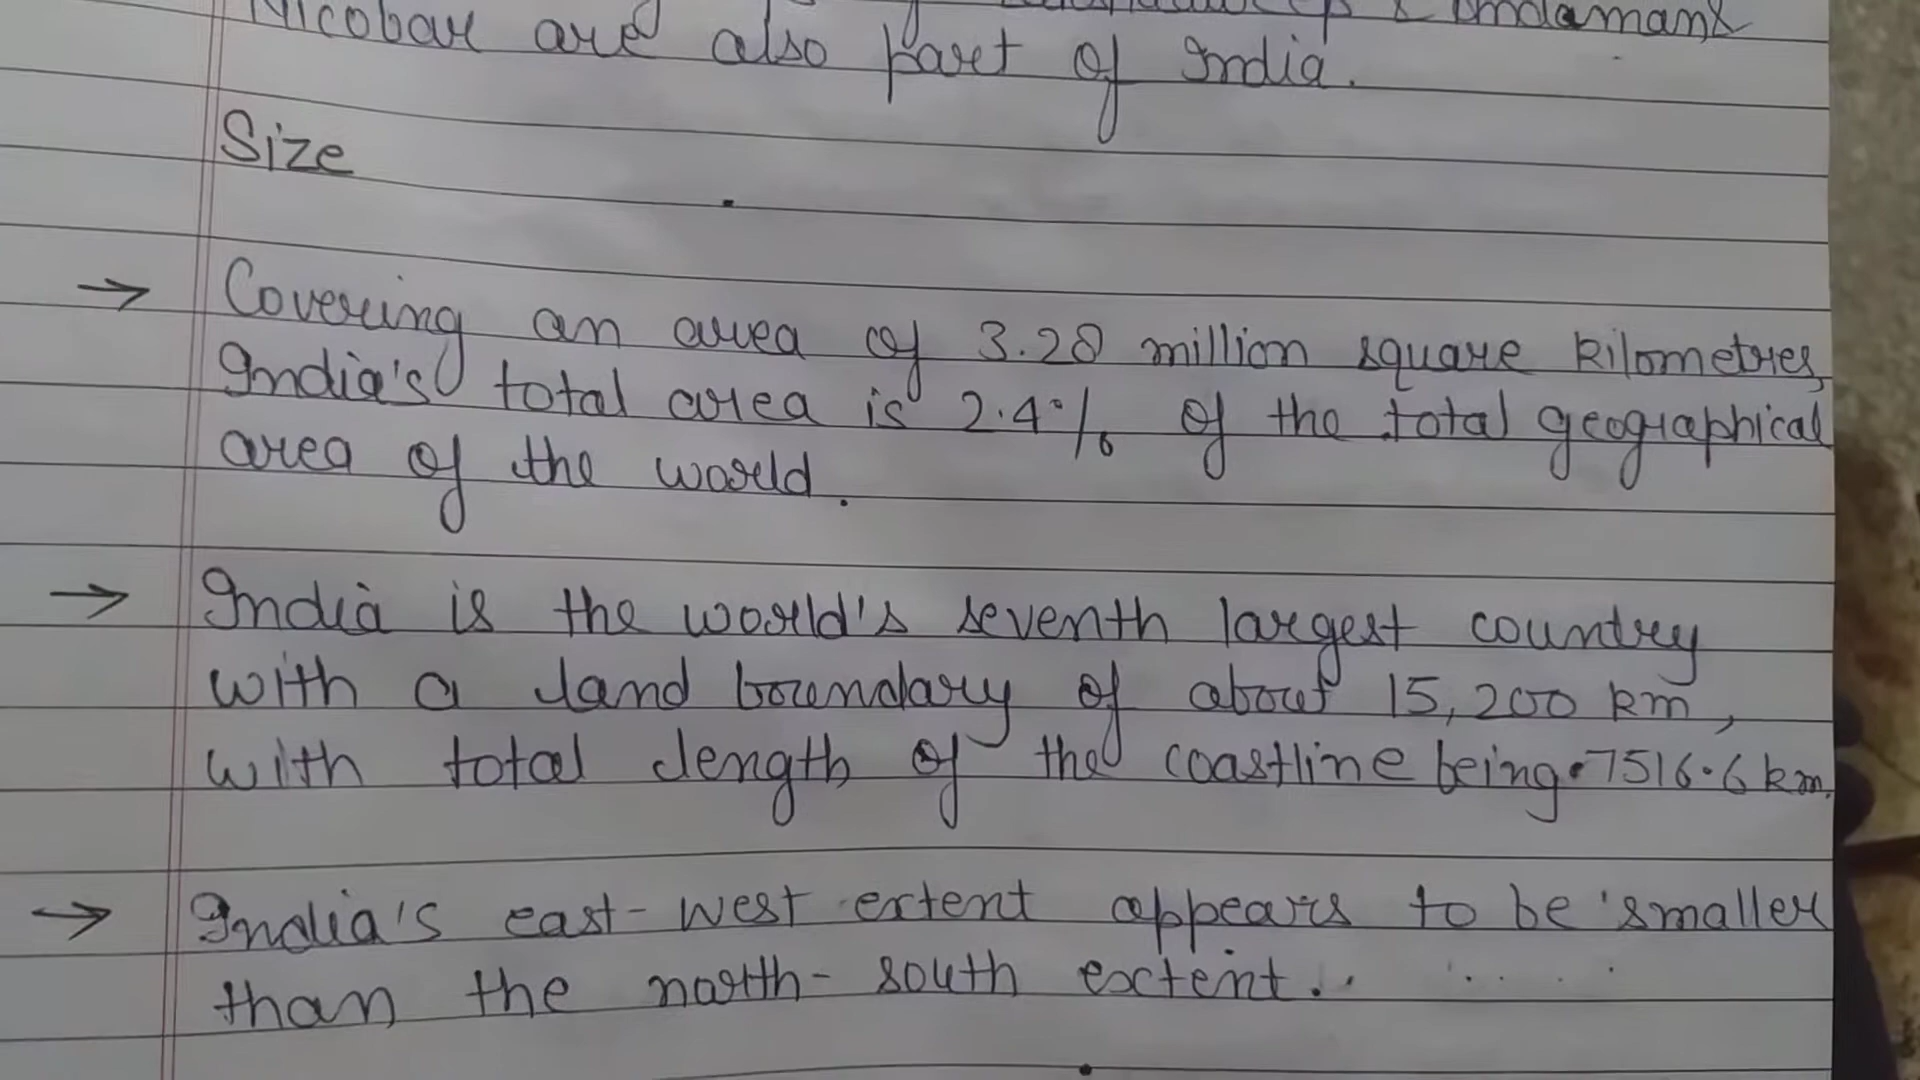 & Andaman &
Nicobar are also part of India.
Size
→ Covering an area of 3.28 million square kilometres,
India's total area is 2.4% of the total geographical
area of the world.
→ India is the world's seventh largest country
with a land boundary of about 15,200 km,
with total length of the coastline being 7516.6 km.
→ India's east-west extent appears to be smaller
than the north-south extent.